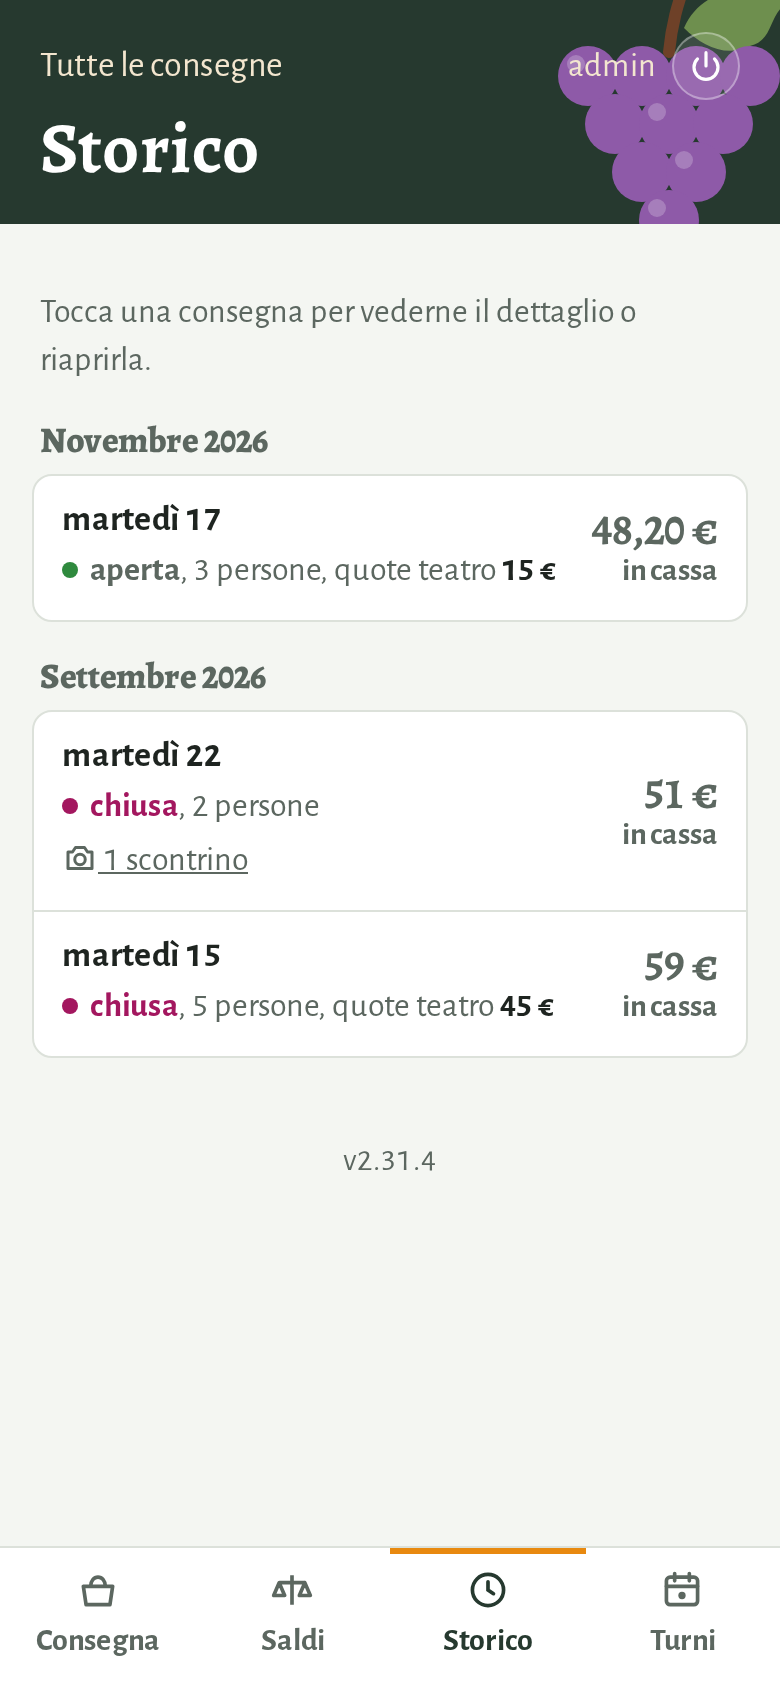 Tutte le consegne
admin
Storico
Tocca una consegna per vederne il dettaglio o
riaprirla.
Novembre 2026
martedì 17
aperta, 3 persone, quote teatro 15 €
48,20 €
in cassa
Settembre 2026
martedì 22
chiusa, 2 persone
1 scontrino
51 €
in cassa
martedì 15
chiusa, 5 persone, quote teatro 45 €
59 €
in cassa
v2.31.4
Consegna
Saldi
Storico
Turni